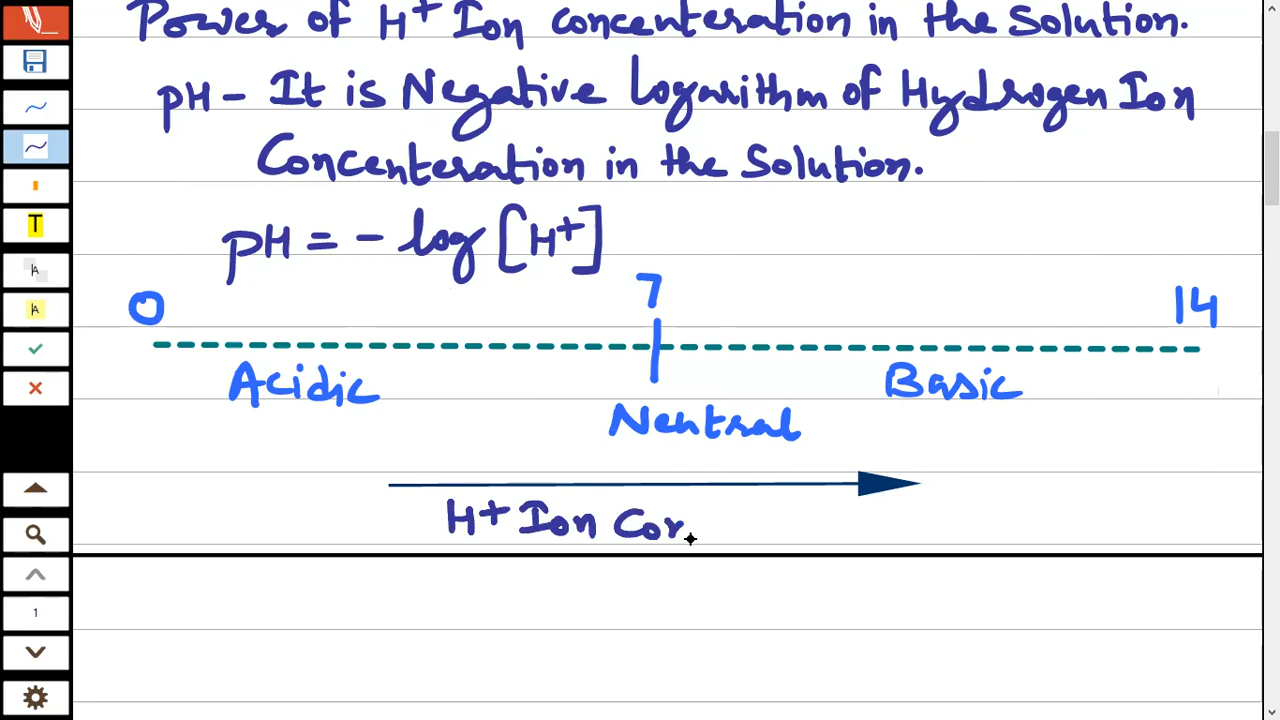 Power of H+ Ion concenteration in the Solution.
pH - It is Negative logarithm of Hydrogen Ion
Concenteration in the Solution.
pH = - log [H+]
0 7 14
Acidic Neutral Basic
H+ Ion Cor
T
A
A
1